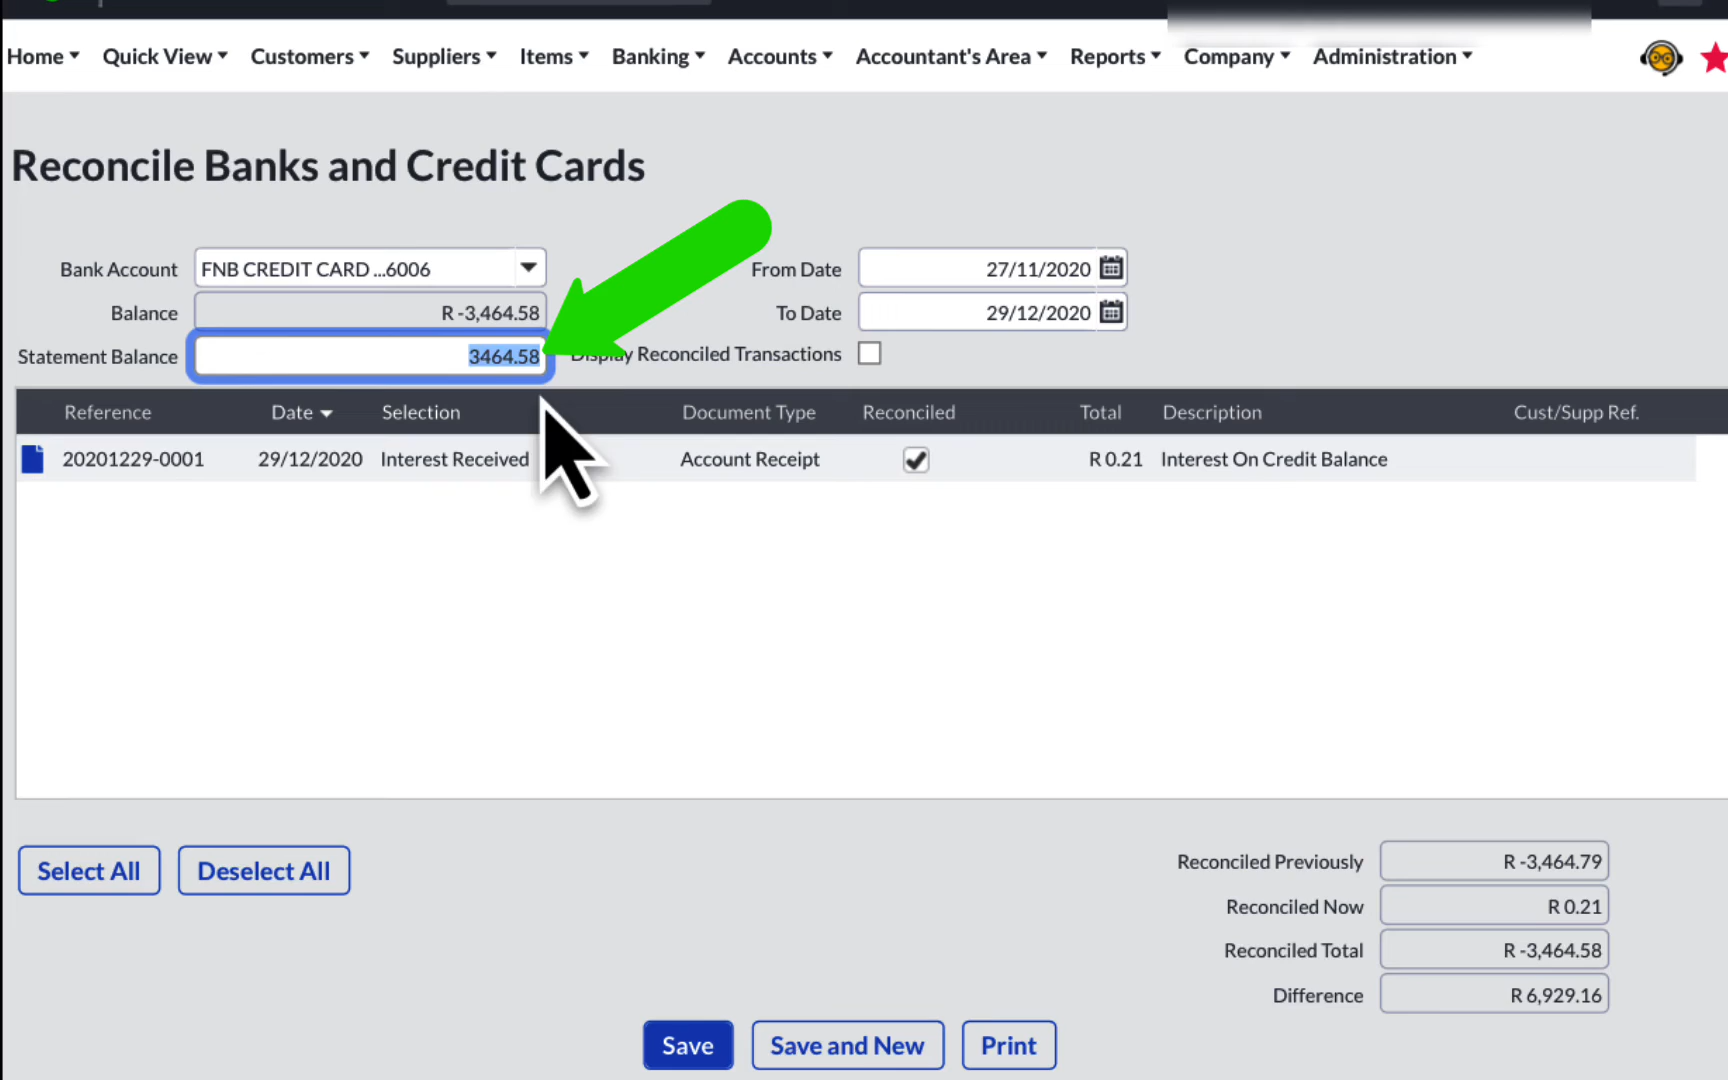 Home Quick View Customers Suppliers Items Banking Accounts Accountant's Area Reports Company Administration
Reconcile Banks and Credit Cards
Bank Account FNB CREDIT CARD ...6006 From Date 27/11/2020
Balance R -3,464.58 To Date 29/12/2020
Statement Balance 3464.58 Display Reconciled Transactions
Reference Date Selection Document Type Reconciled Total Description Cust/Supp Ref.
20201229-0001 29/12/2020 Interest Received Account Receipt R 0.21 Interest On Credit Balance
Select All Deselect All
Reconciled Previously R -3,464.79
Reconciled Now R 0.21
Reconciled Total R -3,464.58
Difference R 6,929.16
Save Save and New Print